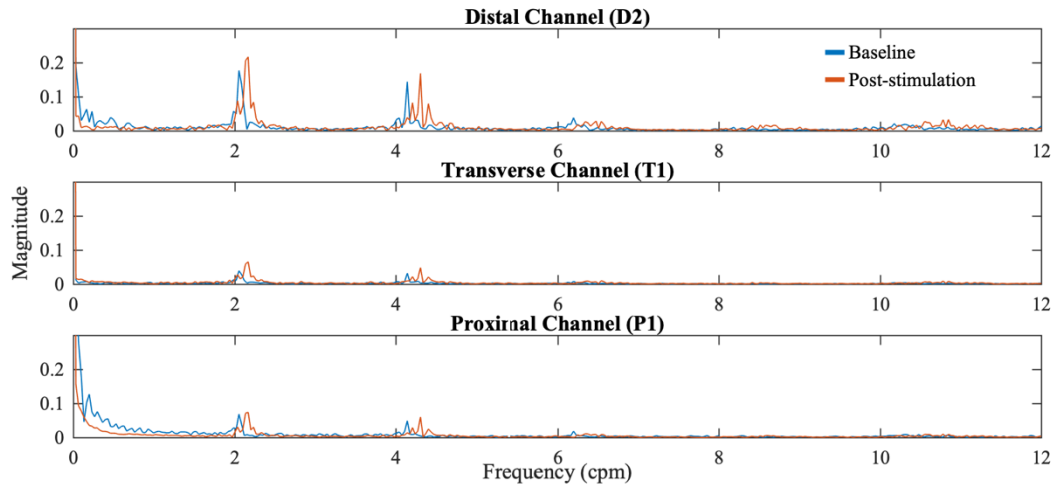 Distal Channel (D2)
0.2
0.1
0
Baseline
Post-stimulation
0 2 4 6 8 10 12
Transverse Channel (T1)
Magnitude
0.2
0.1
0
0 2 4 6 8 10 12
Proximal Channel (P1)
0.2
0.1
0
0 2 4 6 8 10 12
Frequency (cpm)